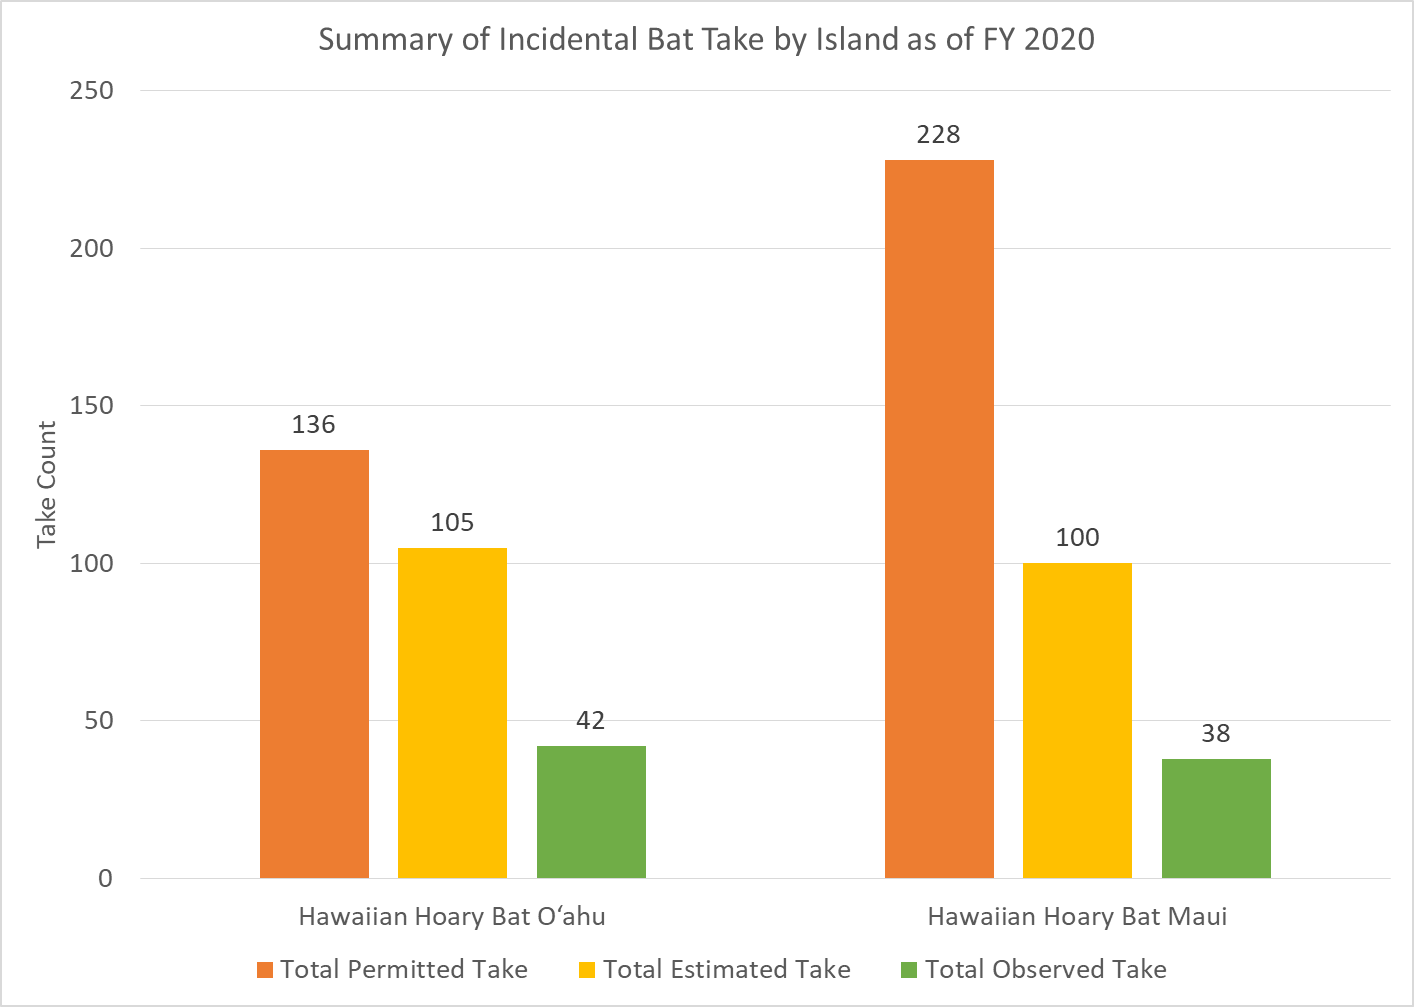 Summary of Incidental Bat Take by Island as of FY 2020
250
200
150
100
50
0
Take Count
136
105
42
228
100
38
Hawaiian Hoary Bat Oʻahu
Hawaiian Hoary Bat Maui
Total Permitted Take
Total Estimated Take
Total Observed Take